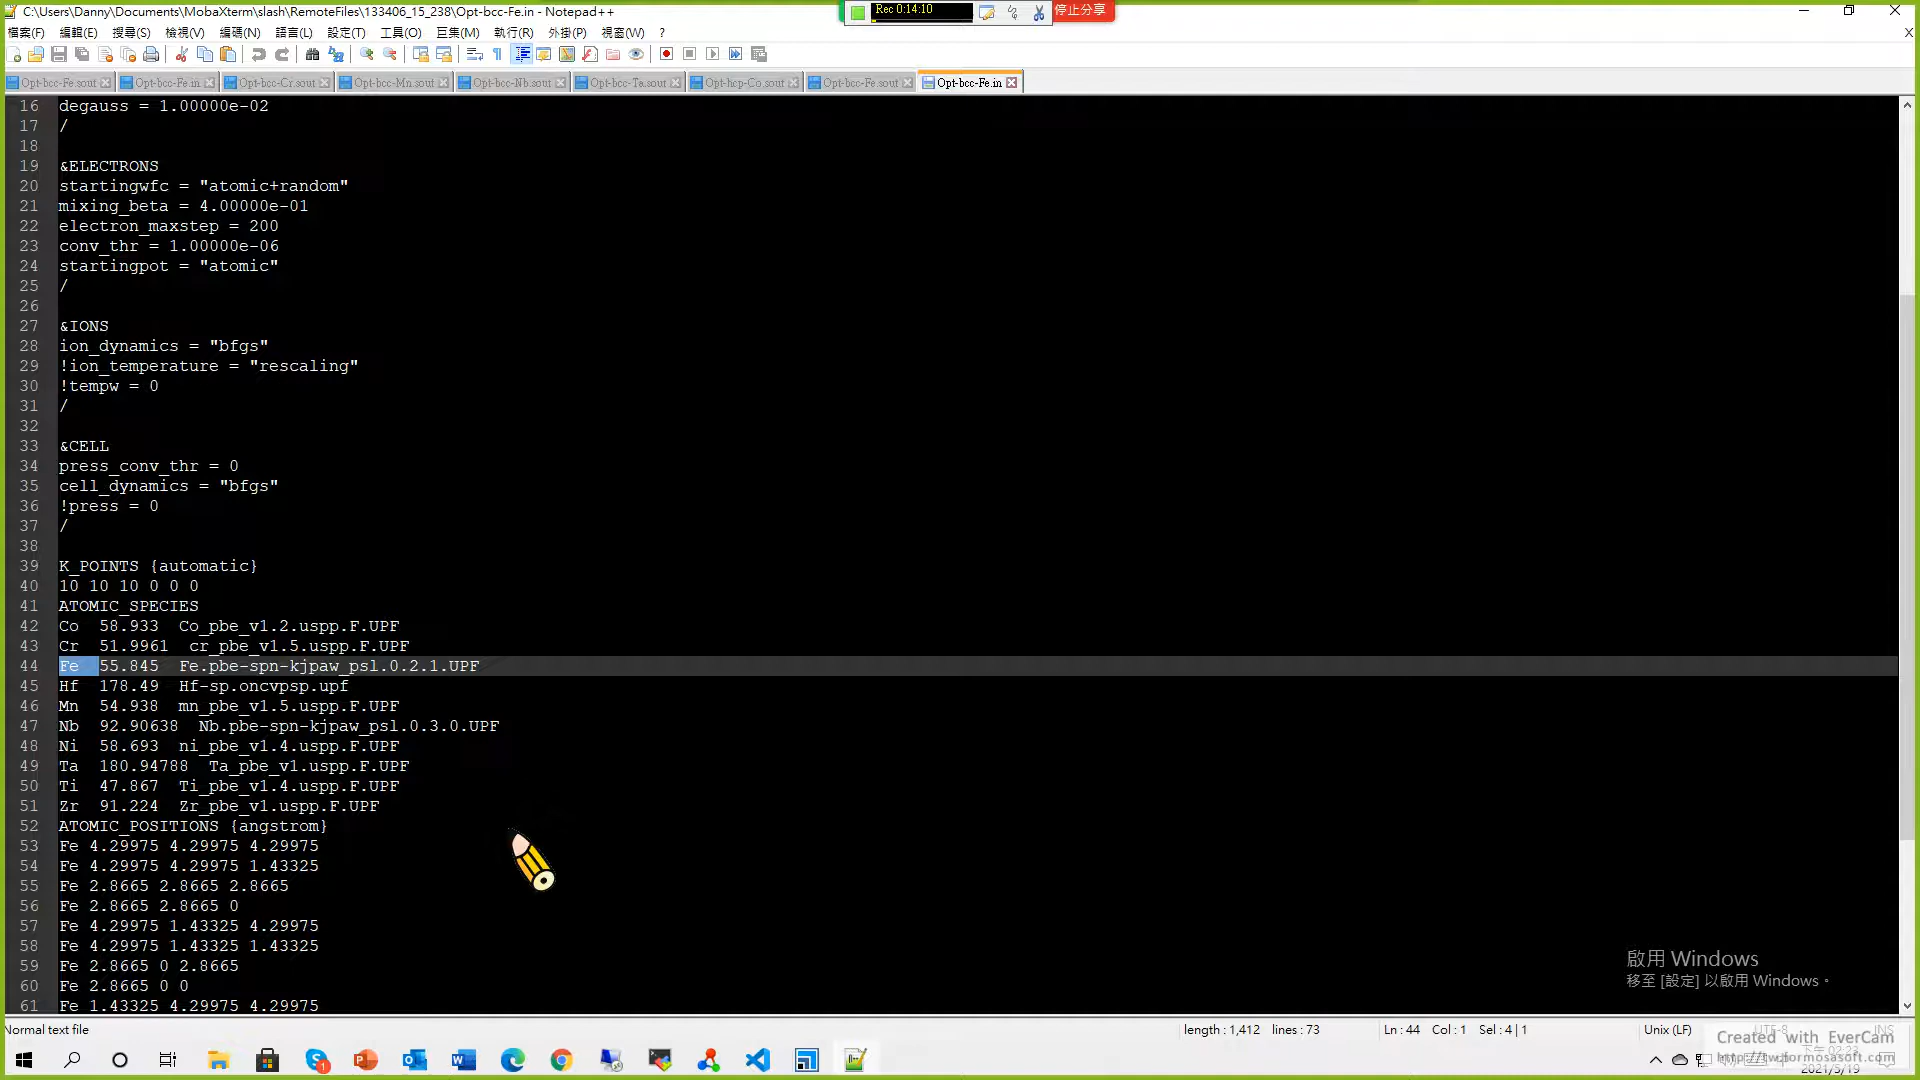 C:\Users\Danny\Documents\MobaXterm\slash\RemoteFiles\133406_15_238\Opt-bcc-Fe.in - Notepad++
Rec 0:14:10
停止分享
檔案(F) 編輯(E) 搜尋(S) 檢視(V) 編碼(N) 語言(L) 設定(T) 工具(O) 巨集(M) 執行(R) 外掛(P) 視窗(W) ? X
Opt-bcc-Fe.sout Opt-bcc-Fe.in Opt-bcc-Cr.sout Opt-bcc-Mn.sout Opt-bcc-Nb.sout Opt-bcc-Ta.sout Opt-hcp-Co.sout Opt-bcc-Fe.sout Opt-bcc-Fe.in
16 degauss = 1.00000e-02
17 /
18
19 &ELECTRONS
20 startingwfc = "atomic+random"
21 mixing_beta = 4.00000e-01
22 electron_maxstep = 200
23 conv_thr = 1.00000e-06
24 startingpot = "atomic"
25 /
26
27 &IONS
28 ion_dynamics = "bfgs"
29 !ion_temperature = "rescaling"
30 !tempw = 0
31 /
32
33 &CELL
34 press_conv_thr = 0
35 cell_dynamics = "bfgs"
36 !press = 0
37 /
38
39 K_POINTS {automatic}
40 10 10 10 0 0 0
41 ATOMIC_SPECIES
42 Co 58.933 Co_pbe_v1.2.uspp.F.UPF
43 Cr 51.9961 cr_pbe_v1.5.uspp.F.UPF
44 Fe 55.845 Fe.pbe-spn-kjpaw_psl.0.2.1.UPF
45 Hf 178.49 Hf-sp.oncvpsp.upf
46 Mn 54.938 mn_pbe_v1.5.uspp.F.UPF
47 Nb 92.90638 Nb.pbe-spn-kjpaw_psl.0.3.0.UPF
48 Ni 58.693 ni_pbe_v1.4.uspp.F.UPF
49 Ta 180.94788 Ta_pbe_v1.uspp.F.UPF
50 Ti 47.867 Ti_pbe_v1.4.uspp.F.UPF
51 Zr 91.224 Zr_pbe_v1.uspp.F.UPF
52 ATOMIC_POSITIONS {angstrom}
53 Fe 4.29975 4.29975 4.29975
54 Fe 4.29975 4.29975 1.43325
55 Fe 2.8665 2.8665 2.8665
56 Fe 2.8665 2.8665 0
57 Fe 4.29975 1.43325 4.29975
58 Fe 4.29975 1.43325 1.43325
59 Fe 2.8665 0 2.8665
60 Fe 2.8665 0 0
61 Fe 1.43325 4.29975 4.29975
啟用 Windows
移至 [設定] 以啟用 Windows。
Normal text file length : 1,412 lines : 73 Ln : 44 Col : 1 Sel : 4 | 1 Unix (LF) UTF-8 INS
Created with EverCam
http://tw.formosasoft.com
下午 02:23
2021/5/19